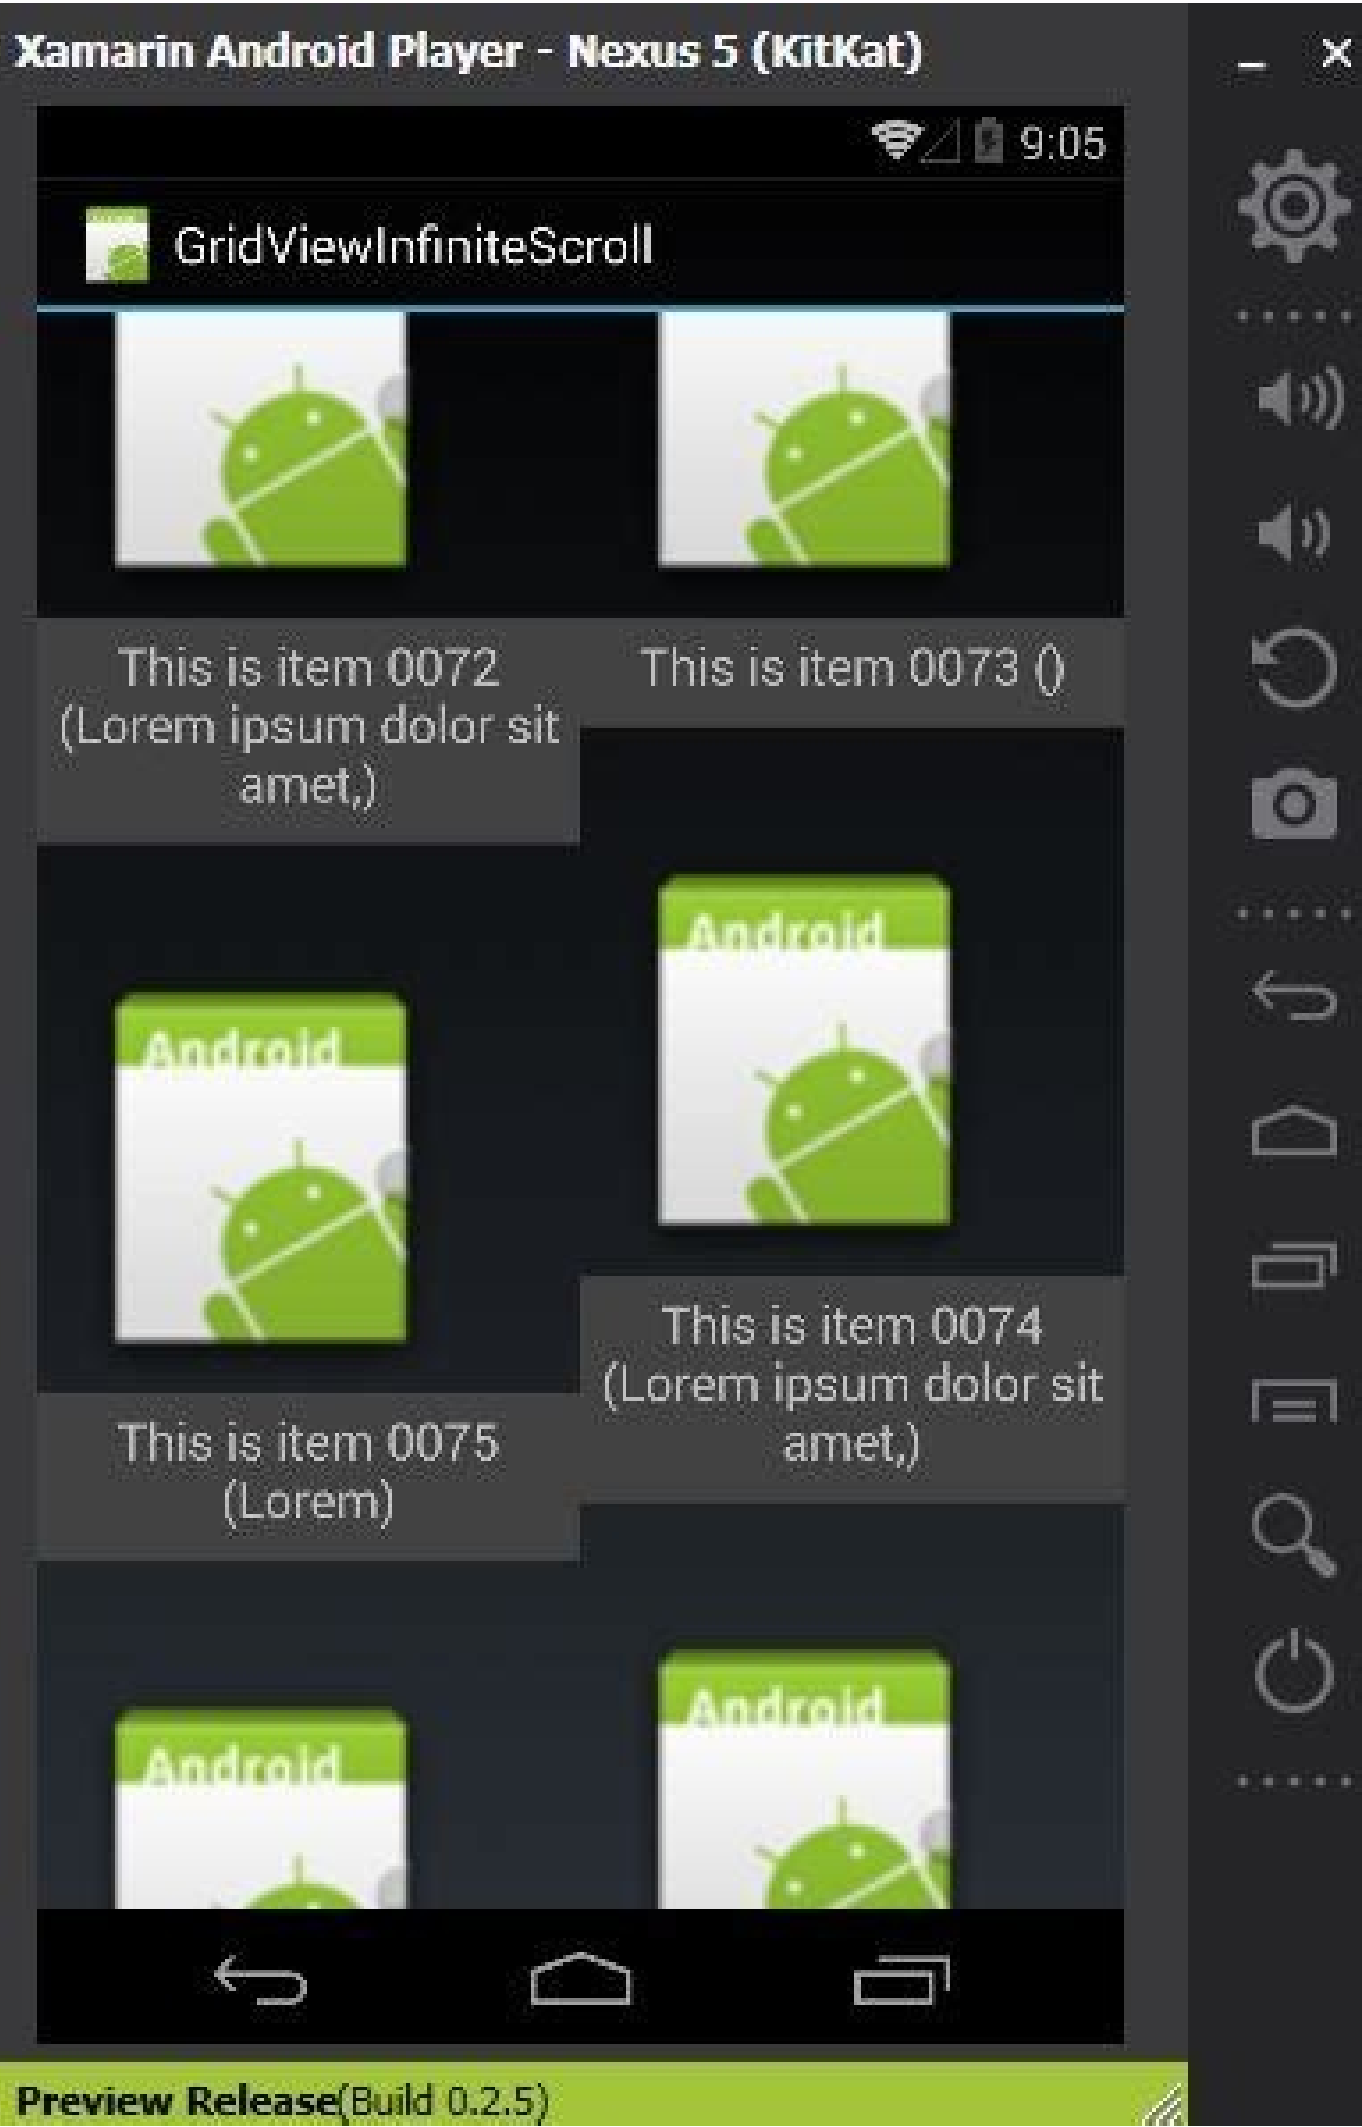 Xamarin Android Player - Nexus 5 (KitKat)
9:05
GridViewInfiniteScroll
This is item 0072
(Lorem ipsum dolor sit
amet,)
This is item 0073 ()
Android
Android
This is item 0074
(Lorem ipsum dolor sit
amet,)
This is item 0075
(Lorem)
Android
Android
Preview Release(Build 0.2.5)